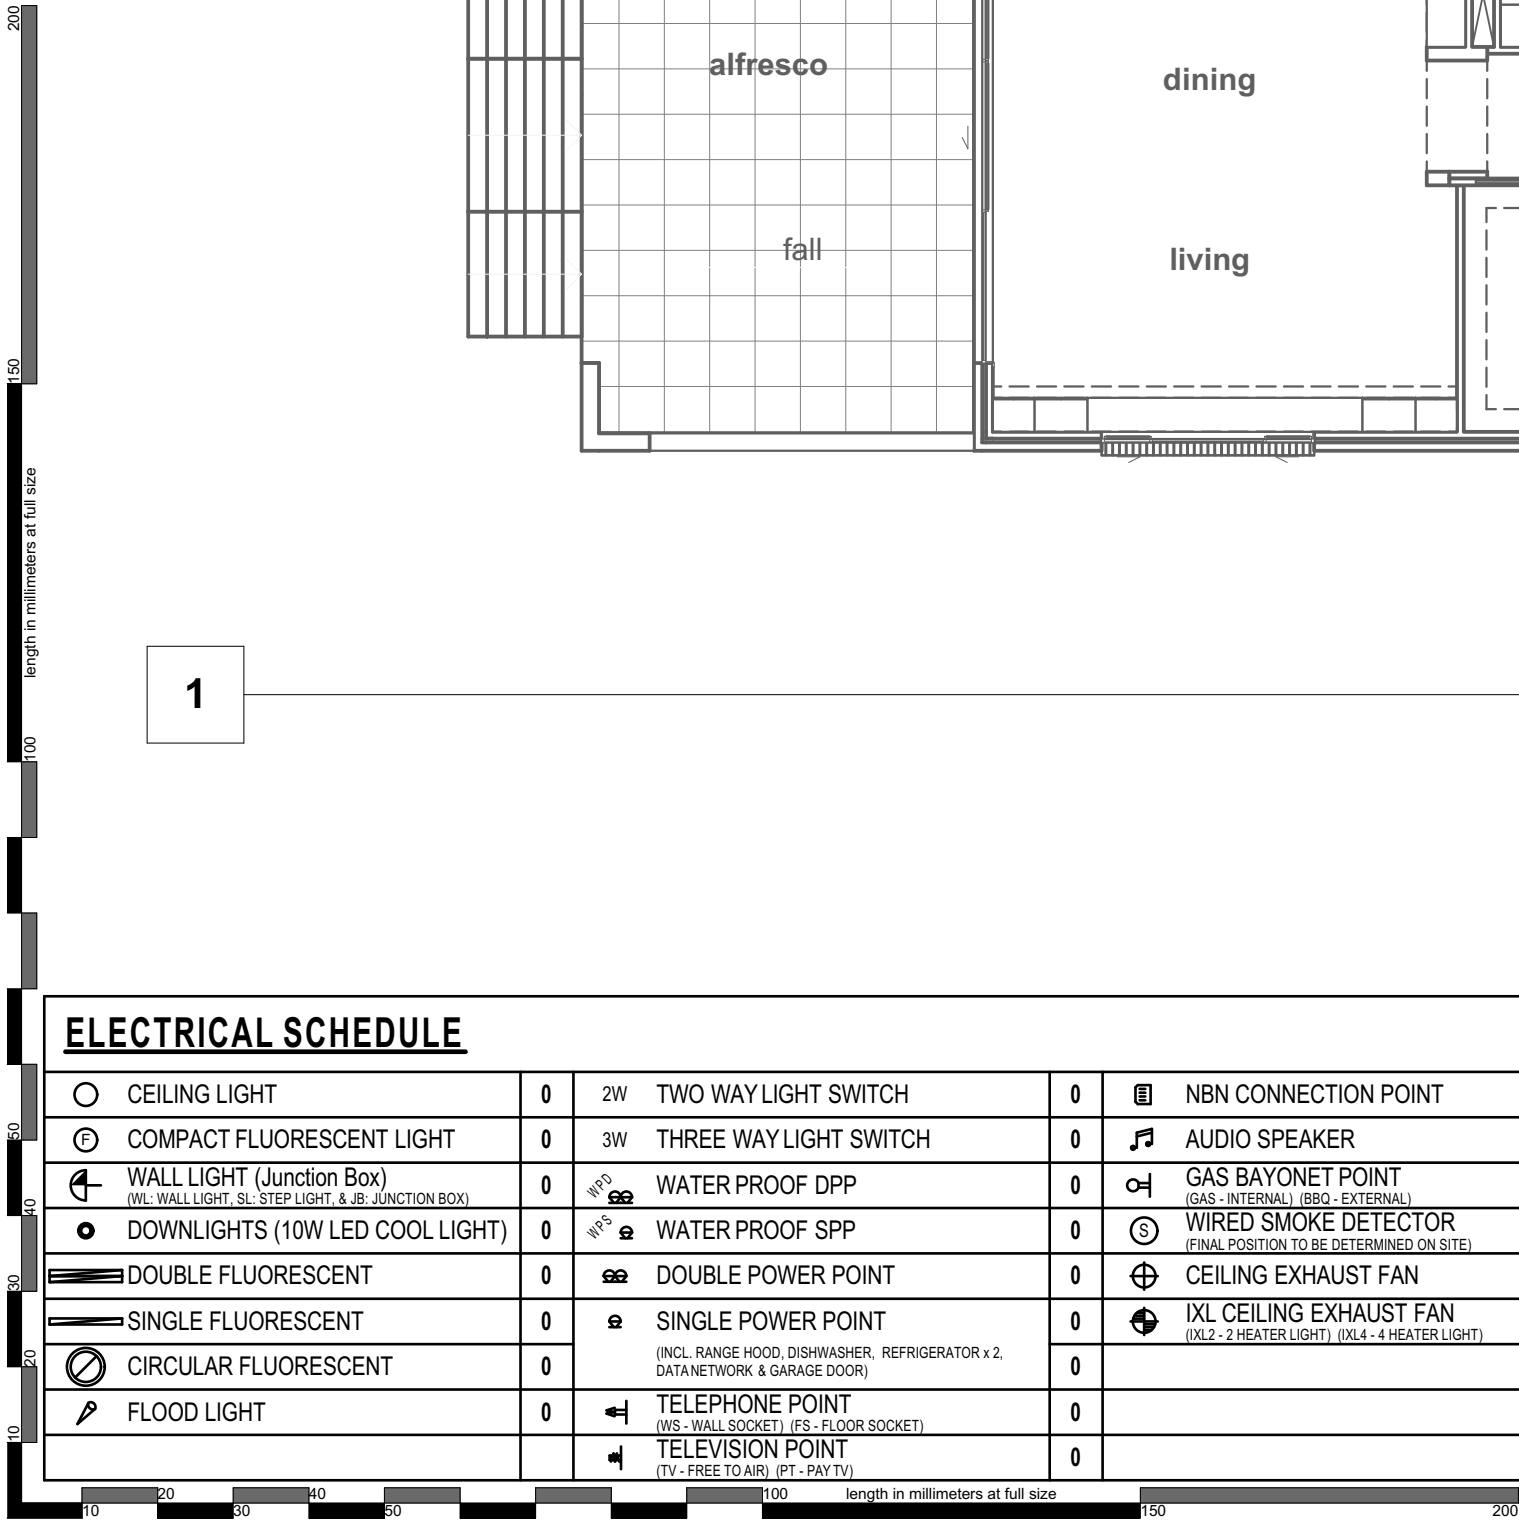 200
alfresco
dining
fall
living
150
length in millimeters at full size
1
100
ELECTRICAL SCHEDULE
CEILING LIGHT 0 2W TWO WAY LIGHT SWITCH 0 NBN CONNECTION POINT
F COMPACT FLUORESCENT LIGHT 0 3W THREE WAY LIGHT SWITCH 0 AUDIO SPEAKER
WALL LIGHT (Junction Box) 0 WPD WATER PROOF DPP 0 GAS BAYONET POINT
(WL: WALL LIGHT, SL: STEP LIGHT, & JB: JUNCTION BOX) (GAS - INTERNAL) (BBQ - EXTERNAL)
DOWNLIGHTS (10W LED COOL LIGHT) 0 WPS WATER PROOF SPP 0 S WIRED SMOKE DETECTOR
(FINAL POSITION TO BE DETERMINED ON SITE)
DOUBLE FLUORESCENT 0 DOUBLE POWER POINT 0 CEILING EXHAUST FAN
SINGLE FLUORESCENT 0 SINGLE POWER POINT 0 IXL CEILING EXHAUST FAN
(IXL2 - 2 HEATER LIGHT) (IXL4 - 4 HEATER LIGHT)
CIRCULAR FLUORESCENT 0 (INCL. RANGE HOOD, DISHWASHER, REFRIGERATOR x 2, 0
DATA NETWORK & GARAGE DOOR)
FLOOD LIGHT 0 TELEPHONE POINT 0
(WS - WALL SOCKET) (FS - FLOOR SOCKET)
TELEVISION POINT 0
(TV - FREE TO AIR) (PT - PAY TV)
50
40
30
20
10
20 40 100 length in millimeters at full size
10 30 50 150 200